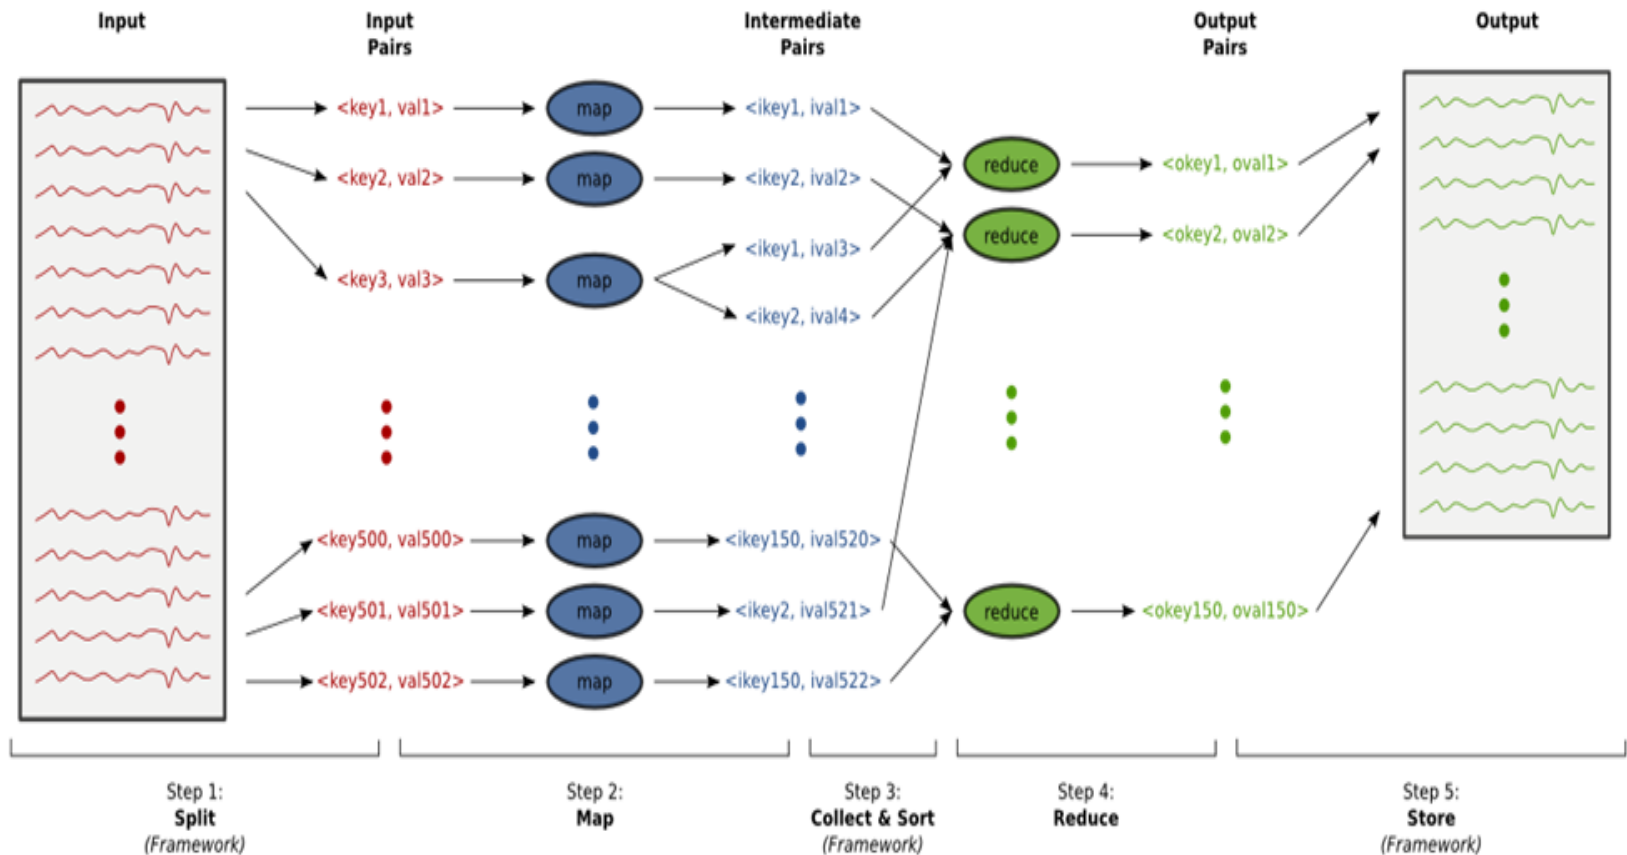 Input
Input
Pairs
Intermediate
Pairs
Output
Pairs
Output
<key1, val1>
map
<ikey1, ival1>
reduce
<okey1, oval1>
<key2, val2>
map
<ikey2, ival2>
reduce
<okey2, oval2>
<key3, val3>
map
<ikey1, ival3>
<ikey2, ival4>
<key500, val500>
map
<ikey150, ival520>
<key501, val501>
map
<ikey2, ival521>
reduce
<okey150, oval150>
<key502, val502>
map
<ikey150, ival522>
Step 1:
Split
(Framework)
Step 2:
Map
Step 3:
Collect & Sort
(Framework)
Step 4:
Reduce
Step 5:
Store
(Framework)